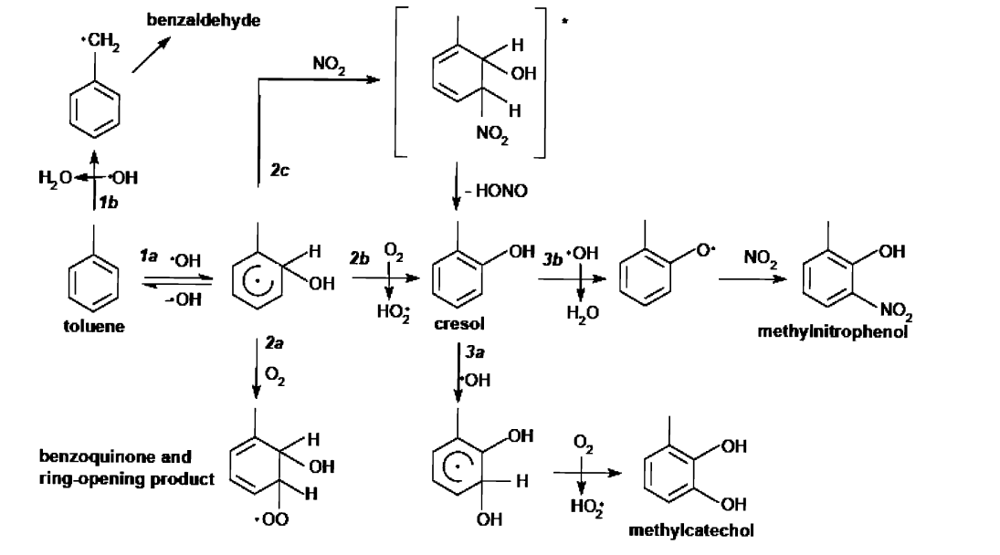 benzaldehyde
•CH₂
*
NO₂
H
OH
H
NO₂
2c
H₂O
•OH
1b
- HONO
1a
•OH
-•OH
toluene
H
OH
2b
O₂
HO₂•
OH
cresol
3b
•OH
H₂O
O•
NO₂
OH
NO₂
methylnitrophenol
2a
O₂
3a
•OH
benzoquinone and
ring-opening product
H
OH
H
•OO
OH
H
OH
O₂
HO₂•
OH
OH
methylcatechol